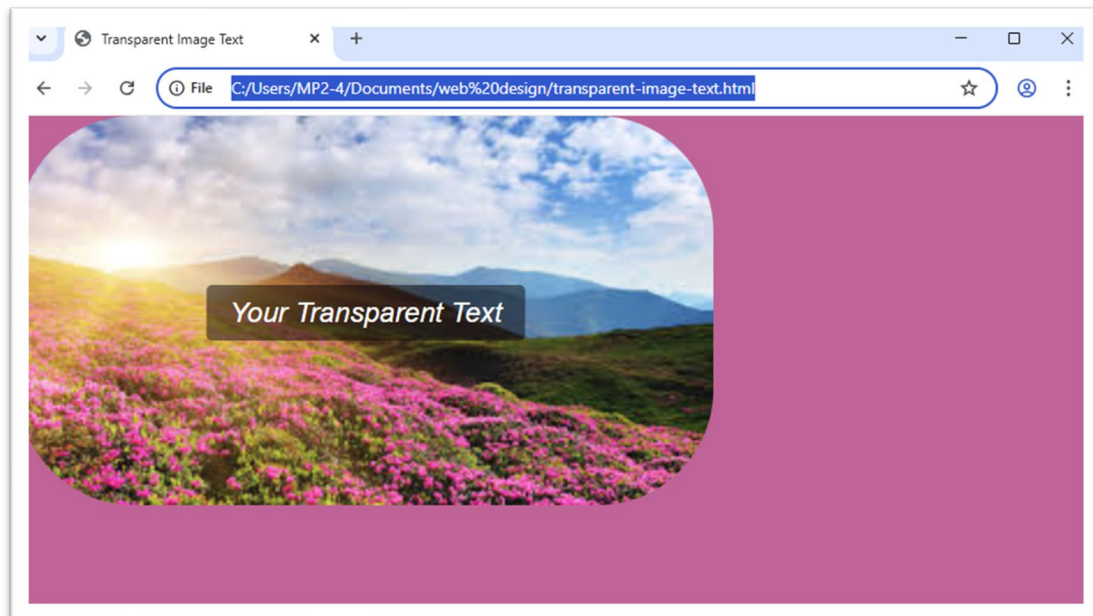 Transparent Image Text
File C:/Users/MP2-4/Documents/web%20design/transparent-image-text.html
Your Transparent Text